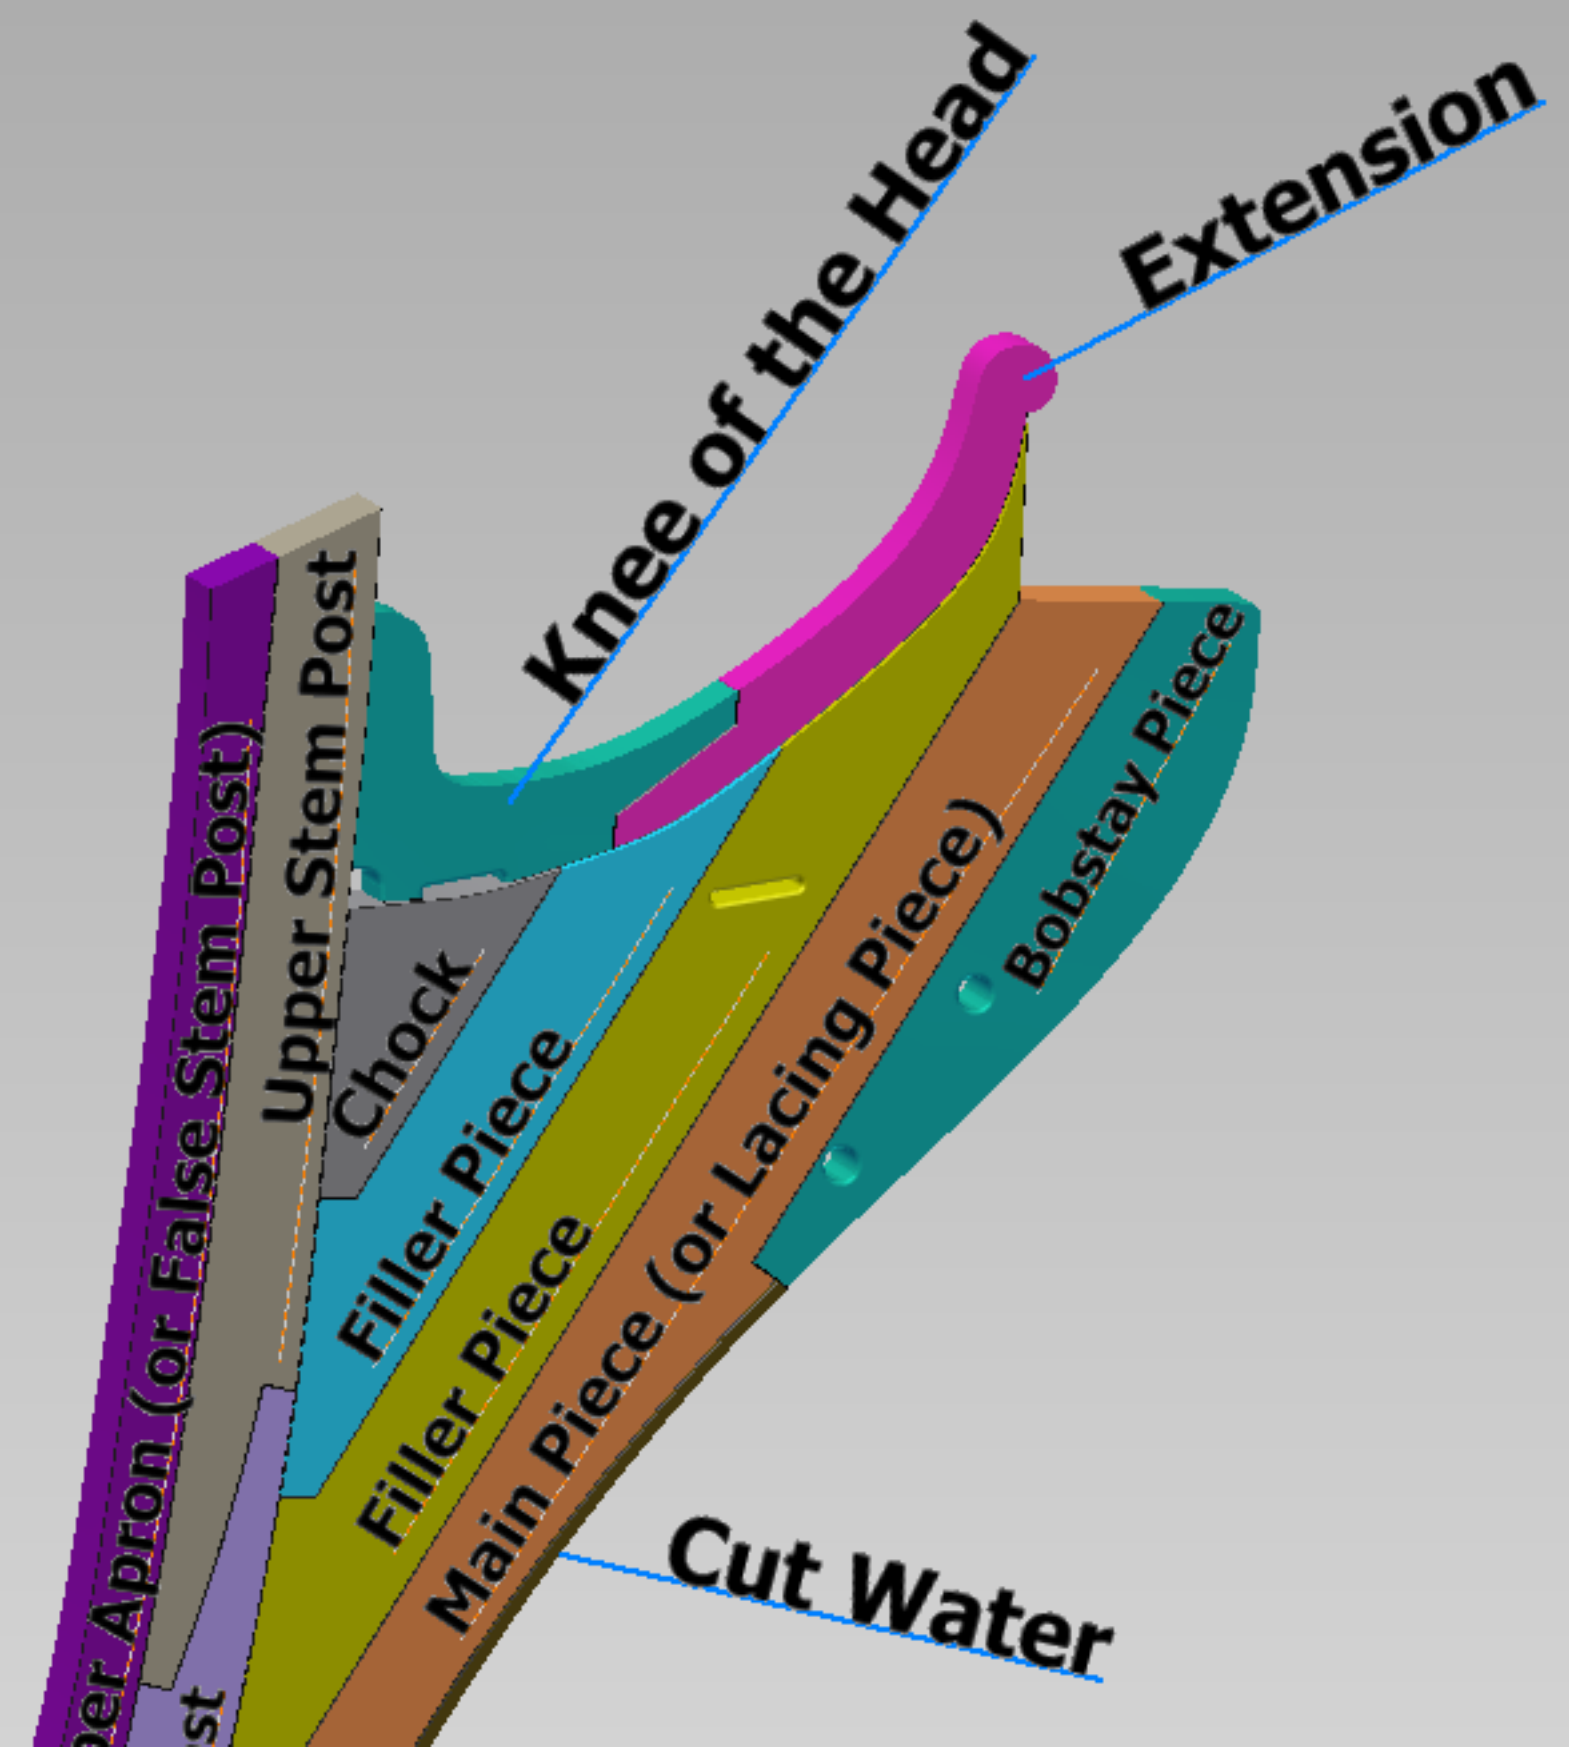 Knee of the Head
Extension
Upper Stem Post
Apron (or False Stem Post)
Chock
Filler Piece
Filler Piece
Main Piece (or Lacing Piece)
Bobstay Piece
Cut Water